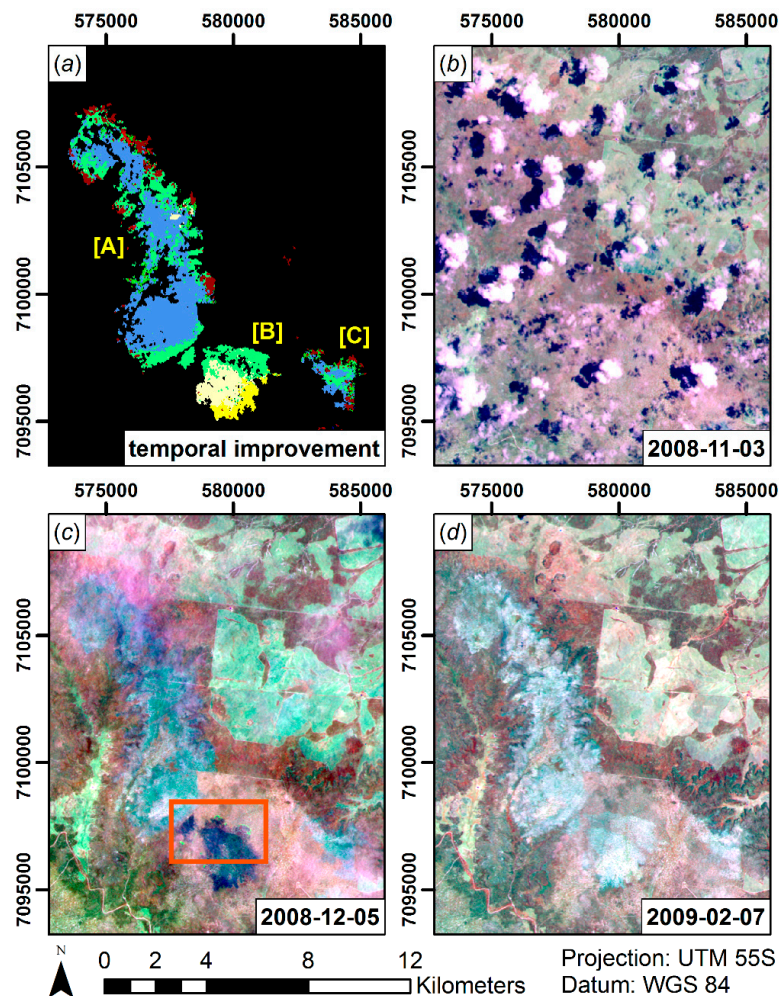 575000 580000 585000 575000 580000 585000
(a) (b)
7105000
7100000
7095000
[A]
[B] [C]
temporal improvement
7105000
7100000
7095000
2008-11-03
575000 580000 585000 575000 580000 585000
(c) (d)
7105000
7100000
7095000
2008-12-05
7105000
7100000
7095000
2009-02-07
N
0 2 4 8 12
Kilometers
Projection: UTM 55S
Datum: WGS 84